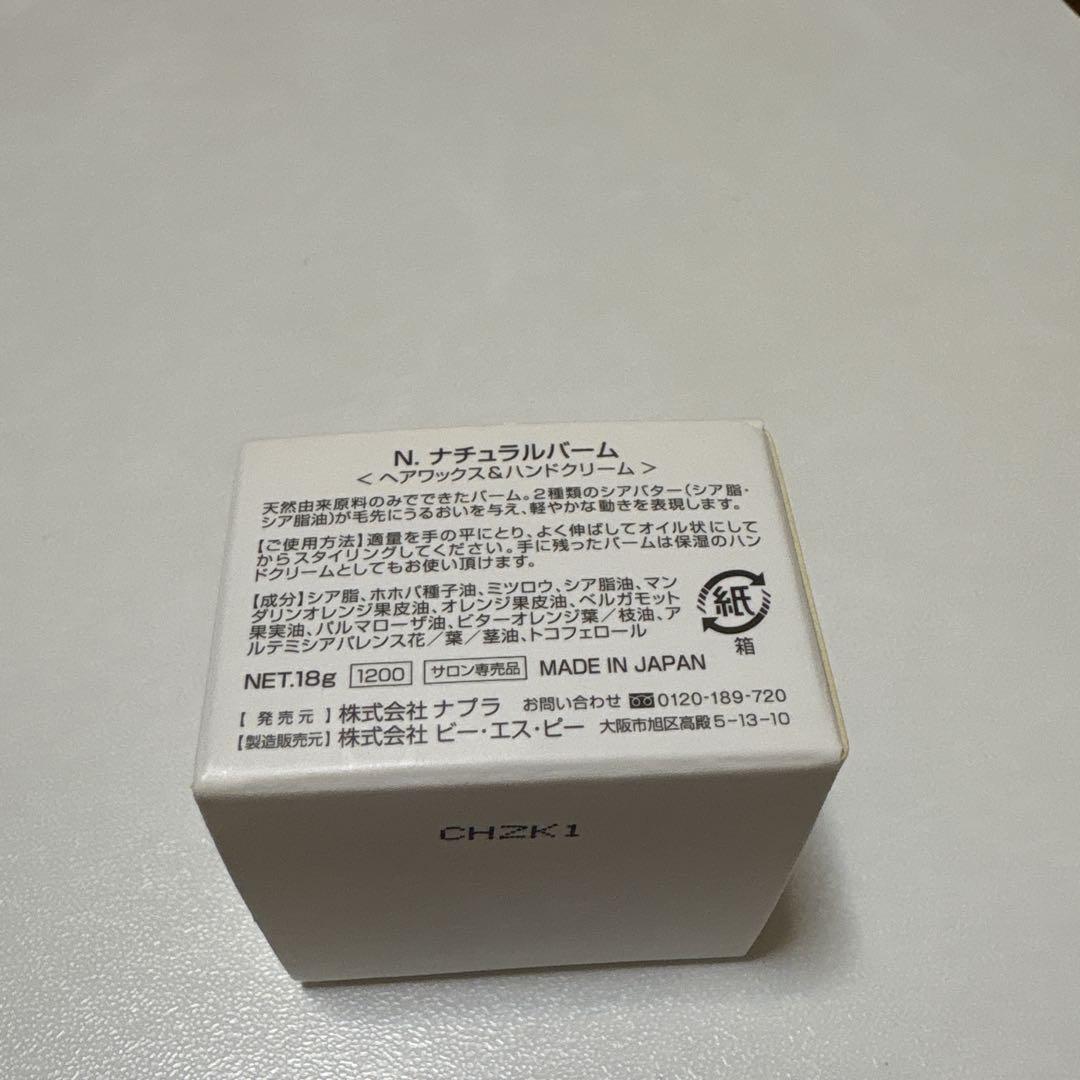 N. ナチュラルバーム
< ヘアワックス&ハンドクリーム >
天然由来原料のみでできたバーム。2種類のシアバター(シア脂・
シア脂油)が毛先にうるおいを与え、軽やかな動きを表現します。
【ご使用方法】適量を手の平にとり、よく伸ばしてオイル状にして
からスタイリングしてください。手に残ったバームは保湿のハン
ドクリームとしてもお使い頂けます。
【成分】シア脂、ホホバ種子油、ミツロウ、シア脂油、マン
ダリンオレンジ果皮油、オレンジ果皮油、ベルガモット
果実油、パルマローザ油、ビターオレンジ葉/枝油、ア
ルテミシアパレンス花/葉/茎油、トコフェロール
紙
箱
NET.18g 1200 サロン専売品 MADE IN JAPAN
【 発売元 】株式会社 ナプラ お問い合わせ 0120-189-720
【製造販売元】株式会社 ビー・エス・ピー 大阪市旭区高殿5-13-10
CHZK1